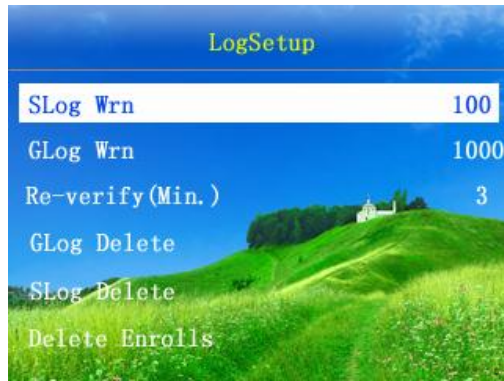 LogSetup
SLog Wrn 100
GLog Wrn 1000
Re-verify(Min.) 3
GLog Delete
SLog Delete
Delete Enrolls